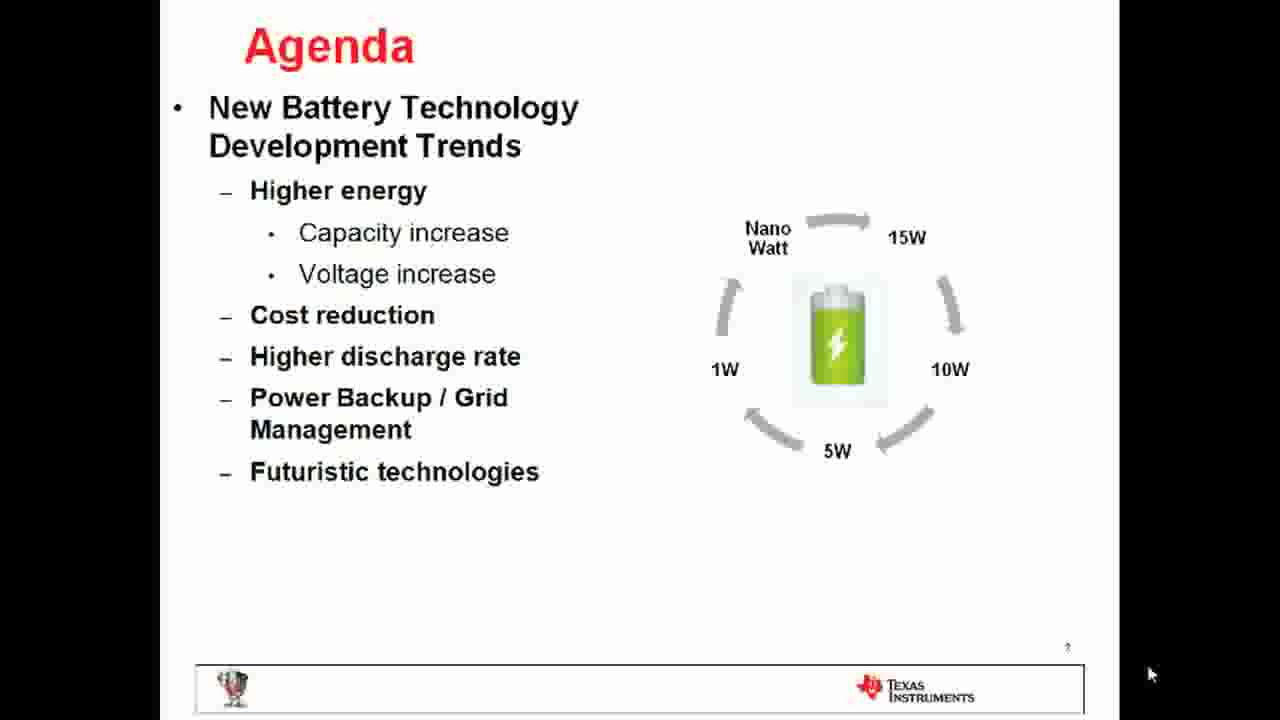 Agenda
• New Battery Technology
Development Trends
– Higher energy
• Capacity increase
• Voltage increase
– Cost reduction
– Higher discharge rate
– Power Backup / Grid
Management
– Futuristic technologies
Nano
Watt
15W
1W
10W
5W
TEXAS
INSTRUMENTS